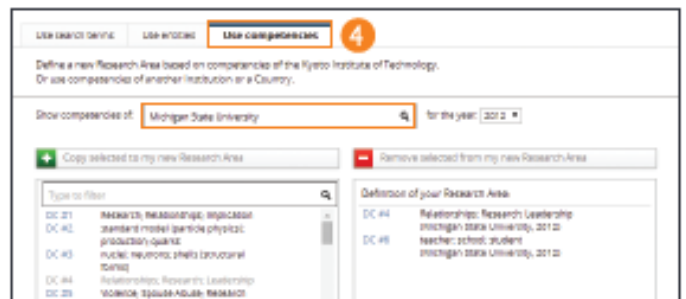 Use search terms Use entities Use competencies 4
Define a new Research Area based on competencies of the Kyoto Institute of Technology.
Or use competencies of another Institution or a Country.
Show competencies of: Michigan State University for the year: 2012
Copy selected to my new Research Area Remove selected from my new Research Area
Type to filter Definition of your Research Area:
DC #1 Research; Relationships; Implication DC #4 Relationships; Research; Leadership
DC #2 standard model (particle physics); (Michigan State University, 2012)
production; quarks DC #6 teacher; school; student
DC #3 nuclei; neutrons; shells (structural (Michigan State University, 2012)
forms)
DC #4 Relationships; Research; Leadership
Violence; Spouse Abuse; Research